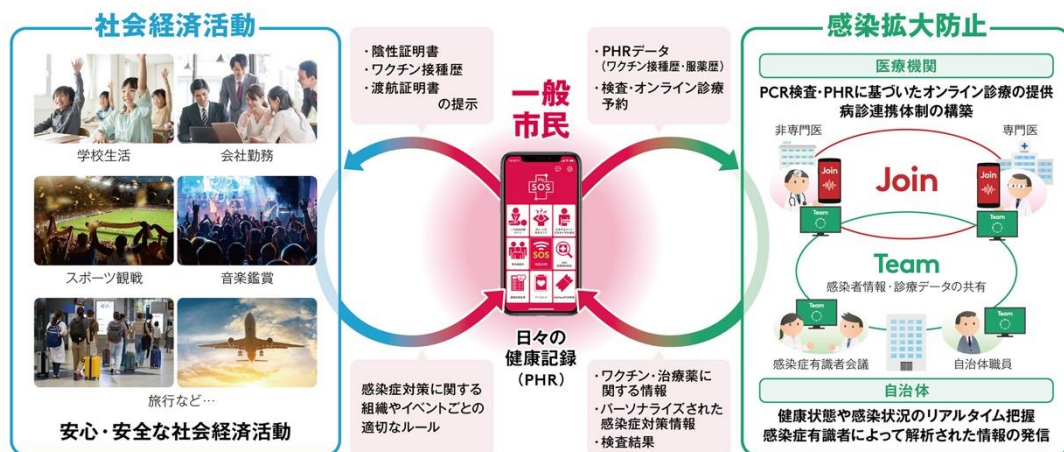 社会経済活動
学校生活
会社勤務
スポーツ観戦
音楽鑑賞
旅行など…
安心・安全な社会経済活動
・陰性証明書
・ワクチン接種歴
・渡航証明書
の提示
感染症対策に関する
組織やイベントごとの
適切なルール
一般
市民
SOS
SOS
日々の
健康記録
(PHR)
・PHRデータ
(ワクチン接種歴・服薬歴)
・検査・オンライン診療
予約
・ワクチン・治療薬に
関する情報
・パーソナライズされた
感染症対策情報
・検査結果
感染拡大防止
医療機関
PCR検査・PHRに基づいたオンライン診療の提供
病診連携体制の構築
非専門医
専門医
Join
Join
Join
Team
Team
Team
感染者情報・診療データの共有
Team
Team
感染症有識者会議
自治体職員
自治体
健康状態や感染状況のリアルタイム把握
感染症有識者によって解析された情報の発信